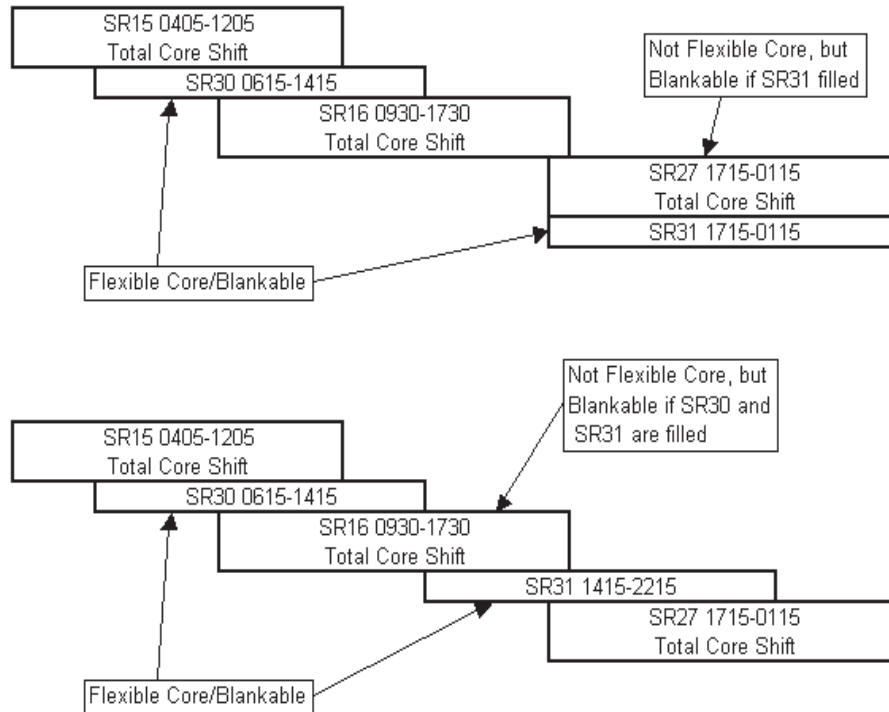 SR15 0405-1205
Total Core Shift
SR30 0615-1415
SR16 0930-1730
Total Core Shift
Not Flexible Core, but
Blankable if SR31 filled
SR27 1715-0115
Total Core Shift
SR31 1715-0115
Flexible Core/Blankable
Not Flexible Core, but
Blankable if SR30 and
SR31 are filled
SR15 0405-1205
Total Core Shift
SR30 0615-1415
SR16 0930-1730
Total Core Shift
SR31 1415-2215
SR27 1715-0115
Total Core Shift
Flexible Core/Blankable